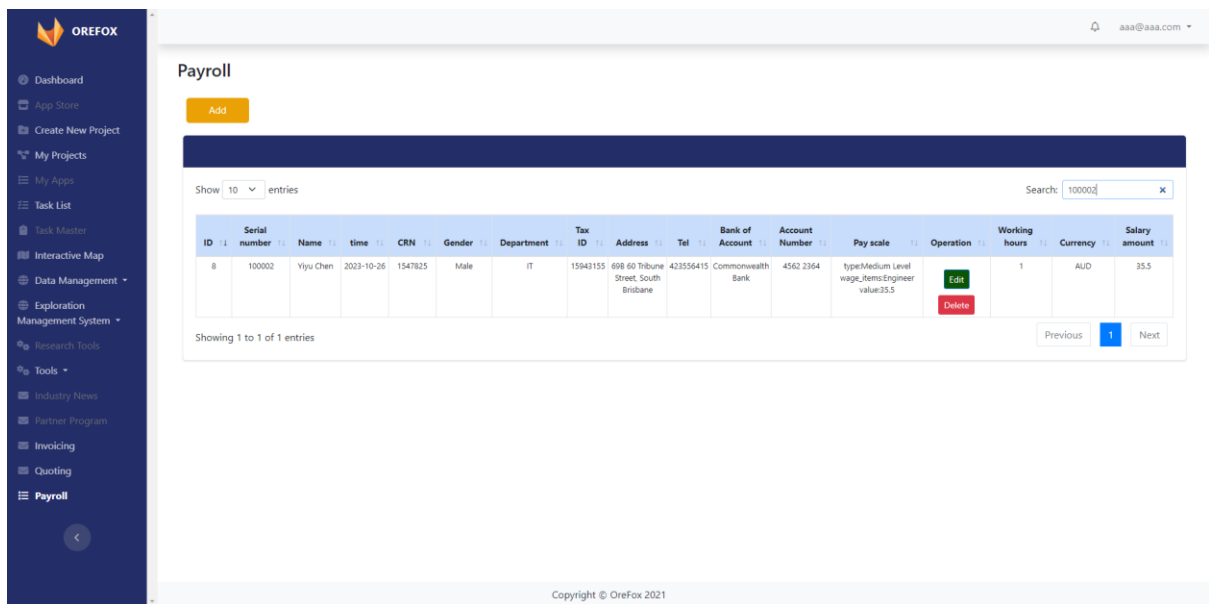 OREFOX
aaa@aaa.com
Dashboard
App Store
Create New Project
My Projects
My Apps
Task List
Task Master
Interactive Map
Data Management
Exploration
Management System
Research Tools
Tools
Industry News
Partner Program
Invoicing
Quoting
Payroll
Payroll
Add
Show 10 entries
Search: 100002
ID Serial number Name time CRN Gender Department Tax ID Address Tel Bank of Account Account Number Pay scale Operation Working hours Currency Salary amount
8 100002 Yiyu Chen 2023-10-26 1547825 Male IT 15943155 69B 60 Tribune Street, South Brisbane 423556415 Commonwealth Bank 4562 2364 type:Medium Level wage_items:Engineer value:35.5 Edit Delete 1 AUD 35.5
Showing 1 to 1 of 1 entries
Previous 1 Next
Copyright © OreFox 2021